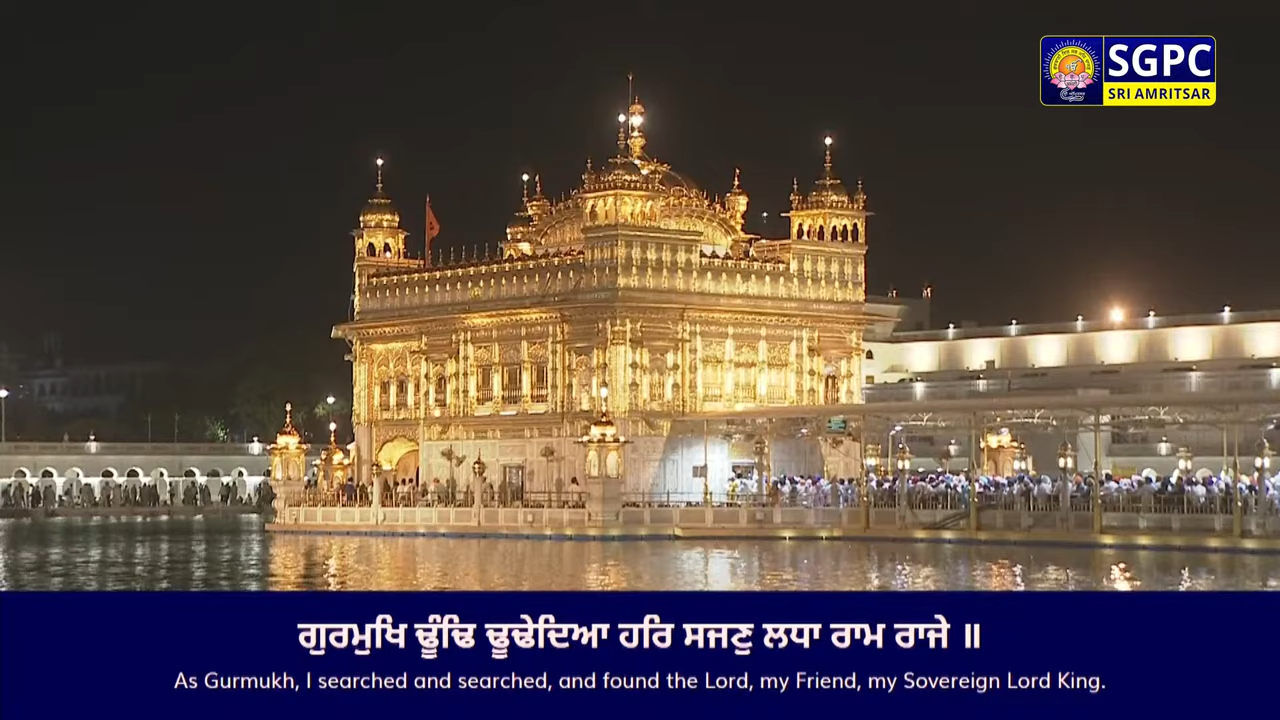 SGPC
SRI AMRITSAR
ਗੁਰਮੁਖਿ ਢੂੰਢਿ ਢੂਢੇਦਿਆ ਹਰਿ ਸਜਣੁ ਲਧਾ ਰਾਮ ਰਾਜੇ ॥
As Gurmukh, I searched and searched, and found the Lord, my Friend, my Sovereign Lord King.